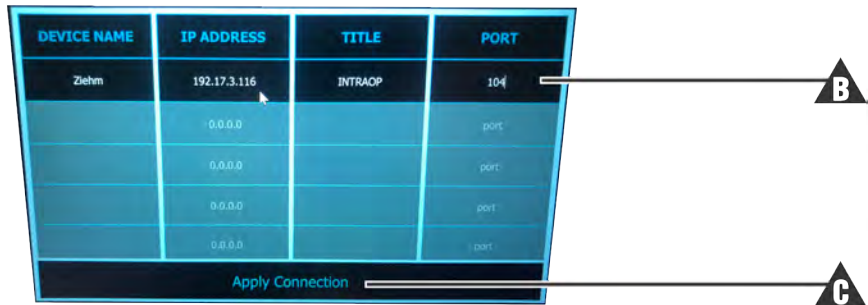 DEVICE NAME IP ADDRESS TITLE PORT
Ziehm 192.17.3.116 INTRAOP 104
B
0.0.0.0 port
0.0.0.0 port
0.0.0.0 port
0.0.0.0 port
Apply Connection
C